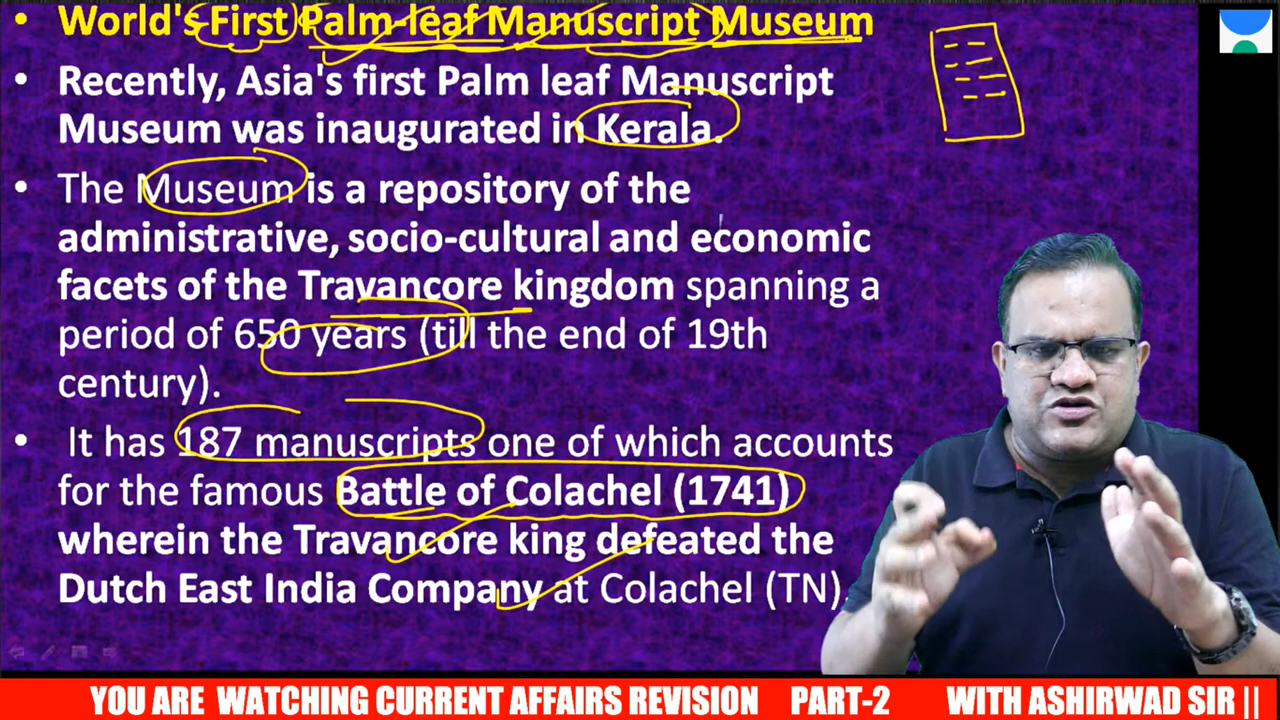 • World's First Palm-leaf Manuscript Museum
• Recently, Asia's first Palm leaf Manuscript
Museum was inaugurated in Kerala.
• The Museum is a repository of the
administrative, socio-cultural and economic
facets of the Travancore kingdom spanning a
period of 650 years (till the end of 19th
century).
• It has 187 manuscripts one of which accounts
for the famous Battle of Colachel (1741)
wherein the Travancore king defeated the
Dutch East India Company at Colachel (TN).
YOU ARE WATCHING CURRENT AFFAIRS REVISION PART-2 WITH ASHIRWAD SIR ||